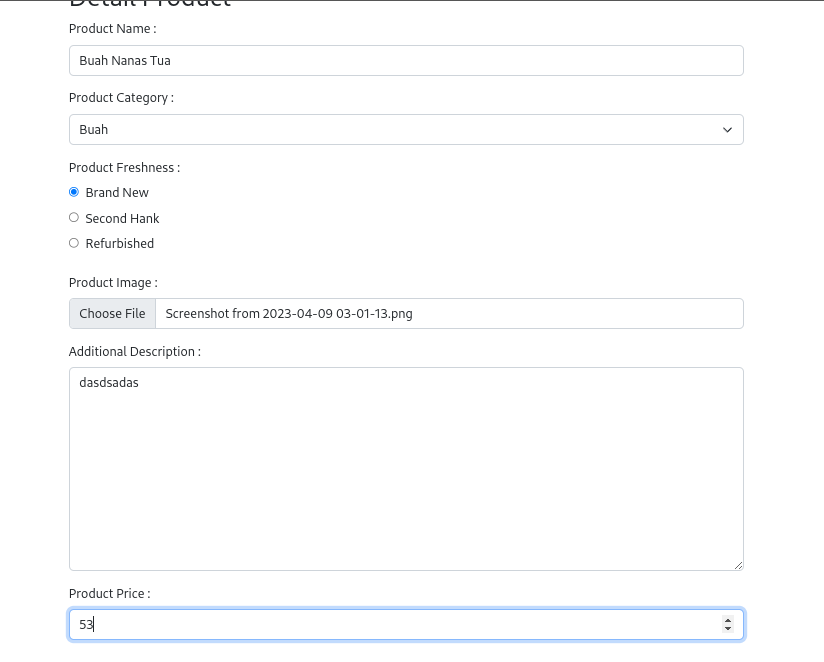 Detail Product
Product Name :
Buah Nanas Tua
Product Category :
Buah
Product Freshness :
Brand New
Second Hank
Refurbished
Product Image :
Choose File Screenshot from 2023-04-09 03-01-13.png
Additional Description :
dasdsadas
Product Price :
53